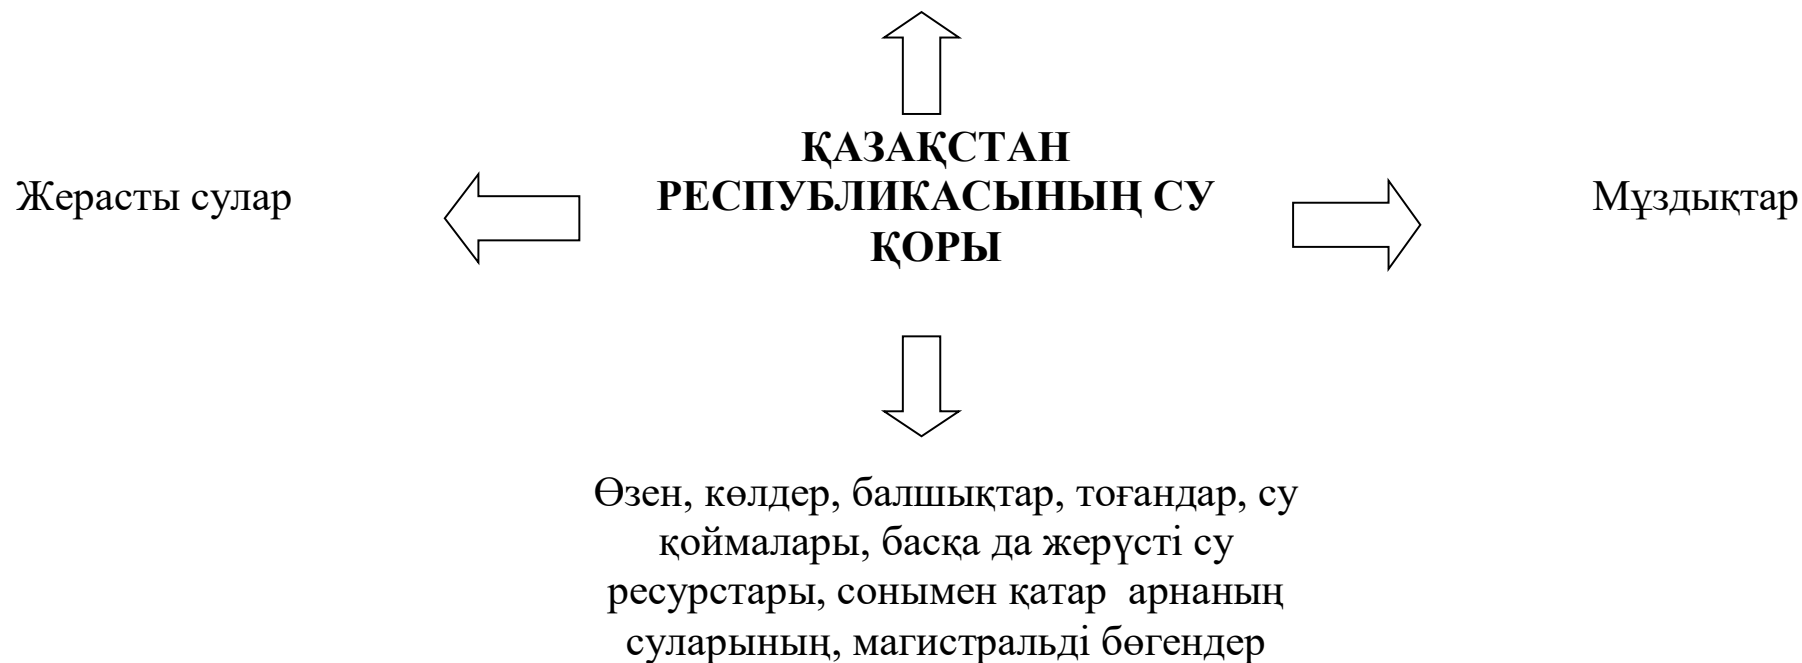 ҚАЗАҚСТАН
РЕСПУБЛИКАСЫНЫҢ СУ
ҚОРЫ
Жерасты сулар
Мұздықтар
Өзен, көлдер, балшықтар, тоғандар, су
қоймалары, басқа да жерүсті су
ресурстары, сонымен қатар арнаның
суларының, магистральді бөгендер